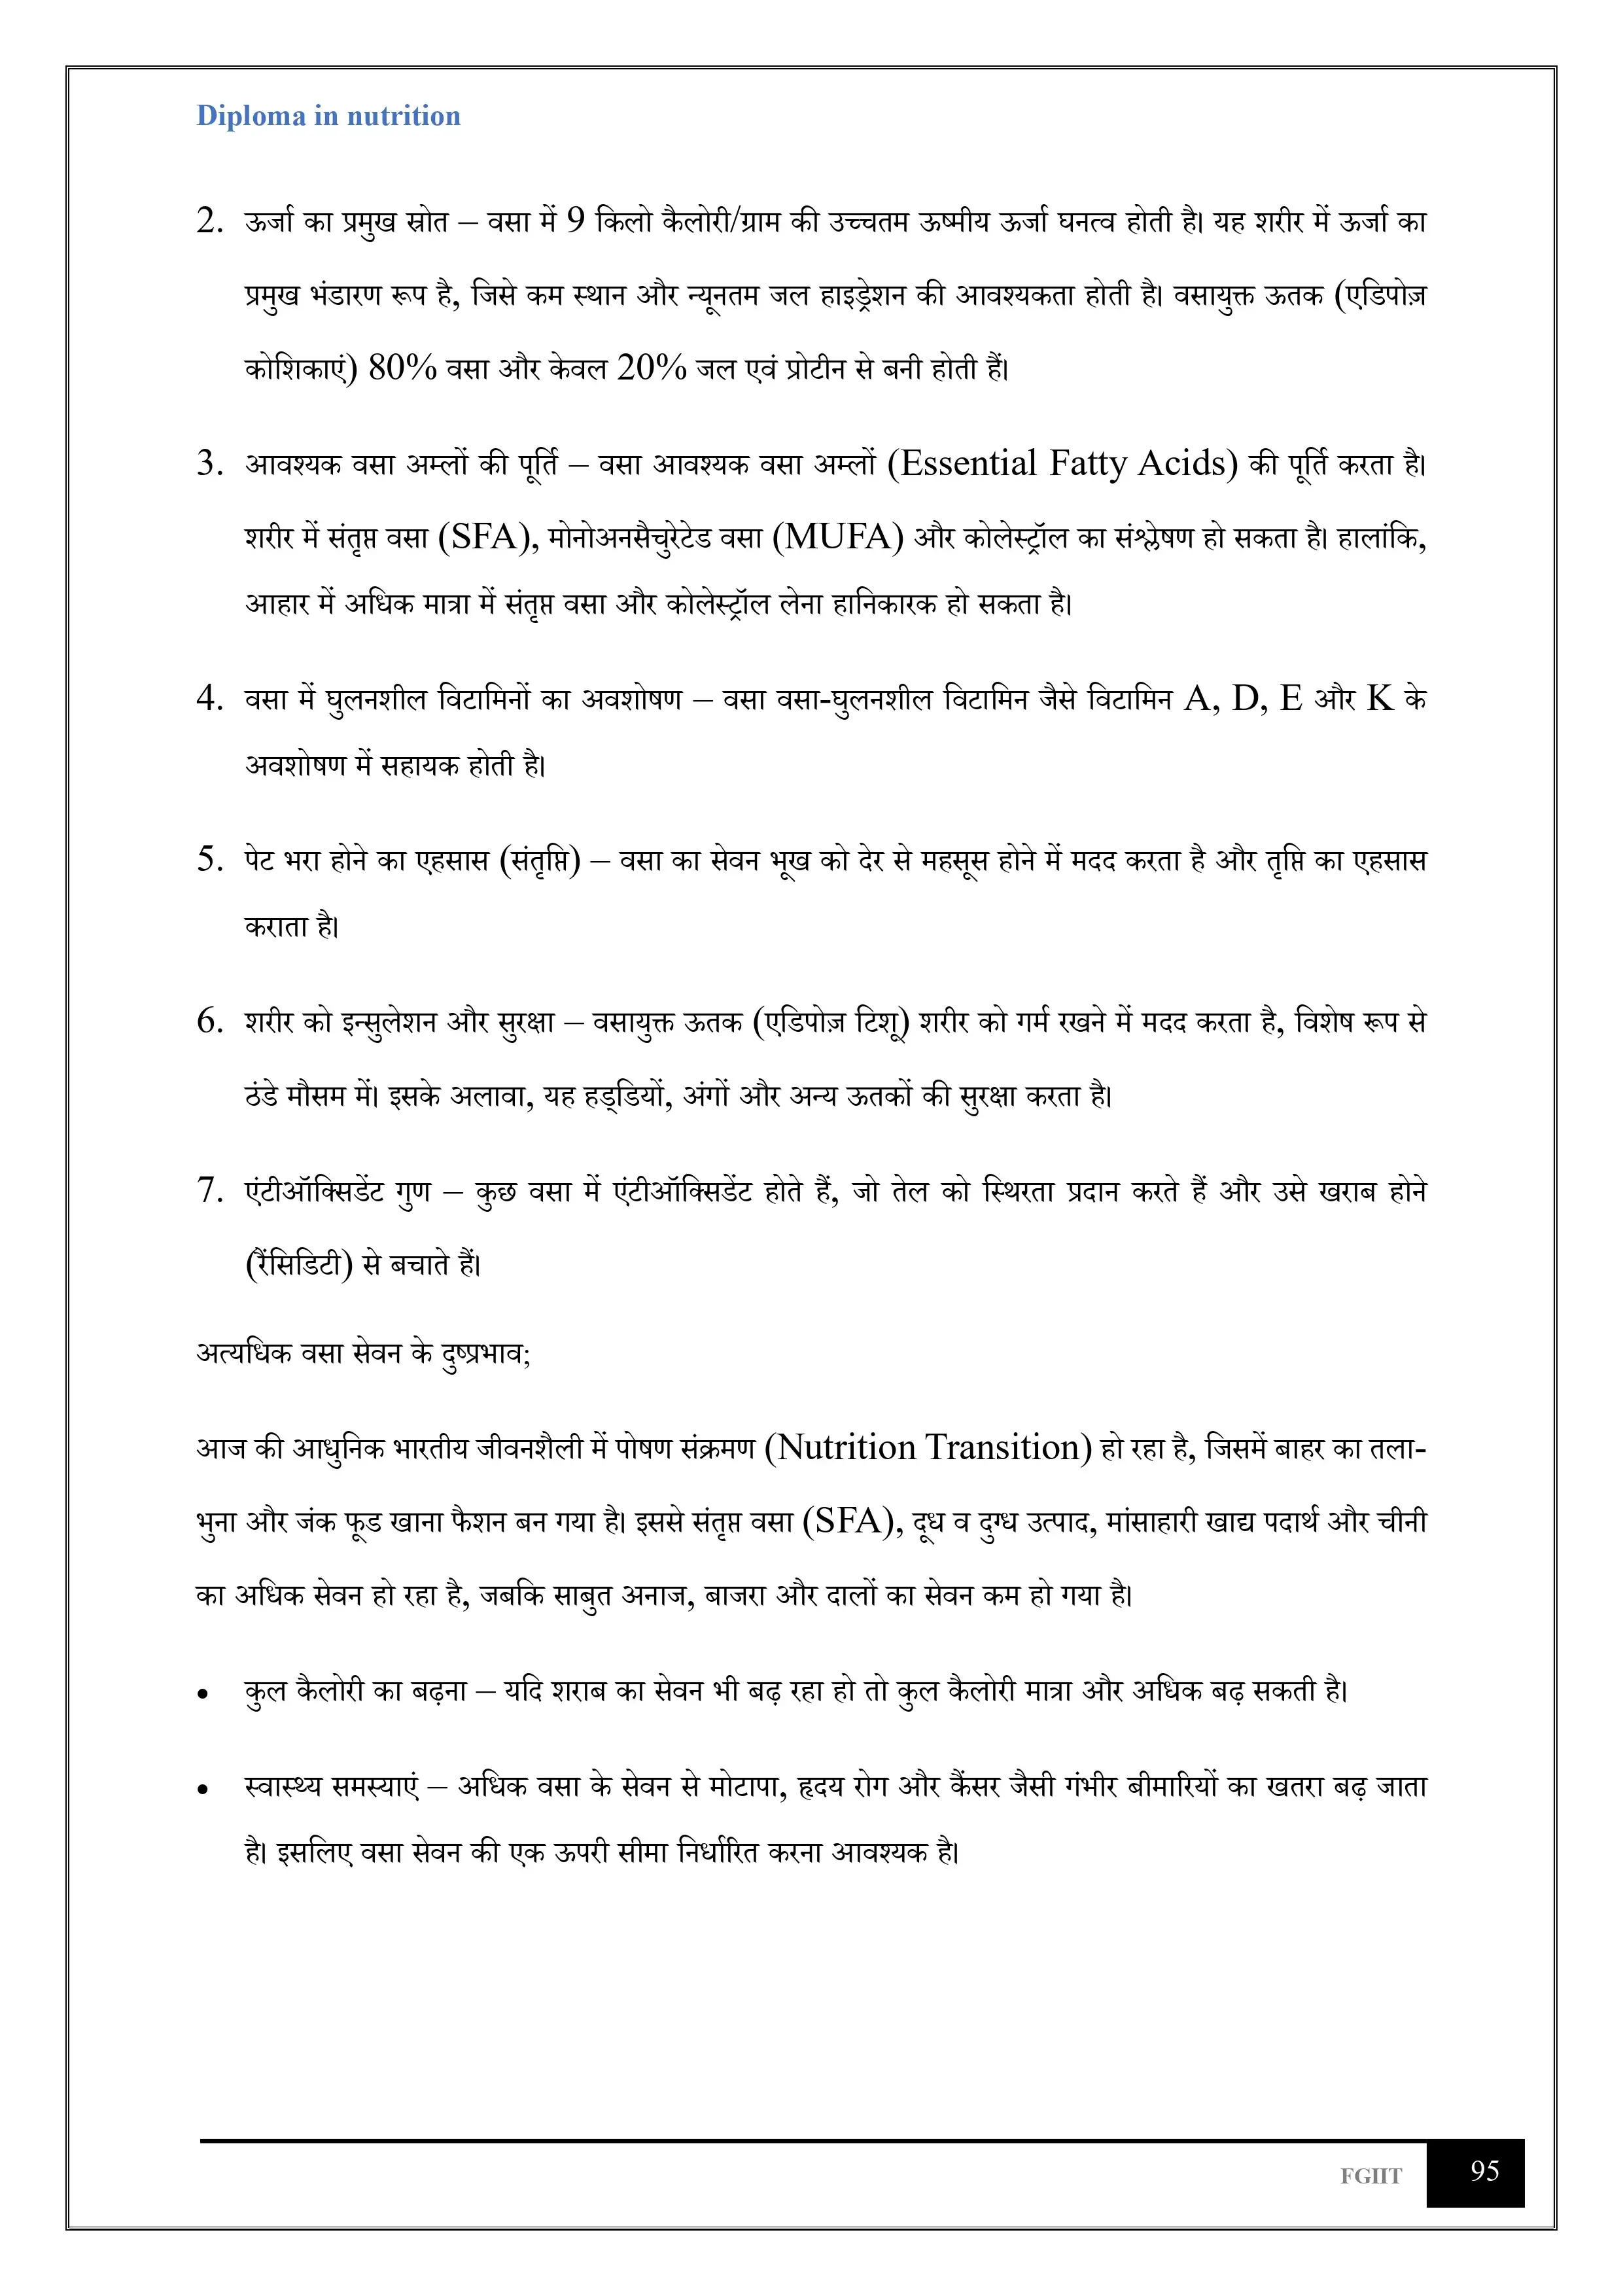 Diploma in nutrition
2. ऊर्जा का प्रमुख स्रोत – वसा में 9 किलो कैलोरी/ग्राम की उच्चतम ऊष्मीय ऊर्जा घनत्व होती है। यह शरीर में ऊर्जा का
प्रमुख भंडारण रूप है, जिसे कम स्थान और न्यूनतम जल हाइड्रेशन की आवश्यकता होती है। वसायुक्त ऊतक (एडिपोज़
कोशिकाएं) 80% वसा और केवल 20% जल एवं प्रोटीन से बनी होती हैं।
3. आवश्यक वसा अम्लों की पूर्ति – वसा आवश्यक वसा अम्लों (Essential Fatty Acids) की पूर्ति करता है।
शरीर में संतृप्त वसा (SFA), मोनोअनसैचुरेटेड वसा (MUFA) और कोलेस्ट्रॉल का संश्लेषण हो सकता है। हालांकि,
आहार में अधिक मात्रा में संतृप्त वसा और कोलेस्ट्रॉल लेना हानिकारक हो सकता है।
4. वसा में घुलनशील विटामिनों का अवशोषण – वसा वसा-घुलनशील विटामिन जैसे विटामिन A, D, E और K के
अवशोषण में सहायक होती है।
5. पेट भरा होने का एहसास (संतृप्ति) – वसा का सेवन भूख को देर से महसूस होने में मदद करता है और तृप्ति का एहसास
कराता है।
6. शरीर को इन्सुलेशन और सुरक्षा – वसायुक्त ऊतक (एडिपोज़ टिशू) शरीर को गर्म रखने में मदद करता है, विशेष रूप से
ठंडे मौसम में। इसके अलावा, यह हड्डियों, अंगों और अन्य ऊतकों की सुरक्षा करता है।
7. एंटीऑक्सिडेंट गुण – कुछ वसा में एंटीऑक्सिडेंट होते हैं, जो तेल को स्थिरता प्रदान करते हैं और उसे खराब होने
(रैंसिडिटी) से बचाते हैं।
अत्यधिक वसा सेवन के दुष्प्रभाव;
आज की आधुनिक भारतीय जीवनशैली में पोषण संक्रमण (Nutrition Transition) हो रहा है, जिसमें बाहर का तला-
भुना और जंक फूड खाना फैशन बन गया है। इससे संतृप्त वसा (SFA), दूध व दुग्ध उत्पाद, मांसाहारी खाद्य पदार्थ और चीनी
का अधिक सेवन हो रहा है, जबकि साबुत अनाज, बाजरा और दालों का सेवन कम हो गया है।
• कुल कैलोरी का बढ़ना – यदि शराब का सेवन भी बढ़ रहा हो तो कुल कैलोरी मात्रा और अधिक बढ़ सकती है।
• स्वास्थ्य समस्याएं – अधिक वसा के सेवन से मोटापा, हृदय रोग और कैंसर जैसी गंभीर बीमारियों का खतरा बढ़ जाता
है। इसलिए वसा सेवन की एक ऊपरी सीमा निर्धारित करना आवश्यक है।
FGIIT 95